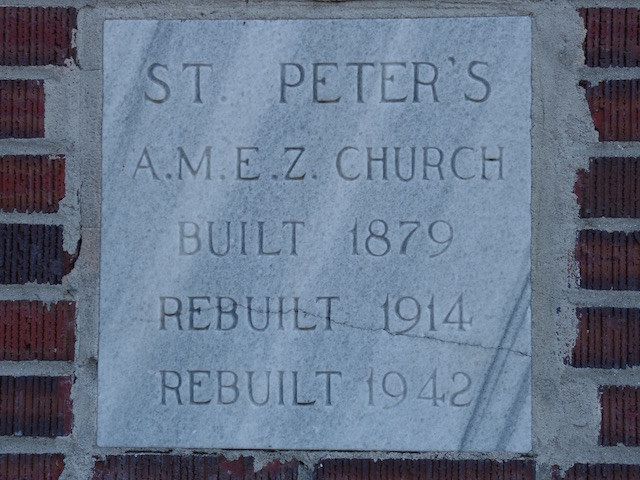 ST. PETER'S
A.M.E.Z. CHURCH
BUILT 1879
REBUILT 1914
REBUILT 1942